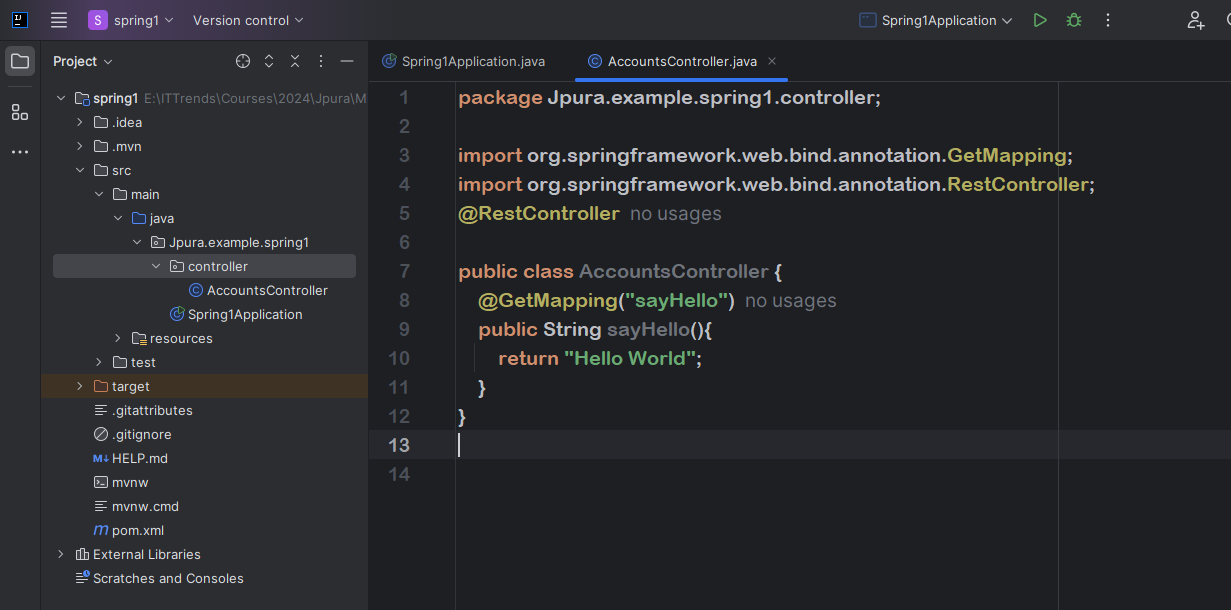 S spring1 Version control Spring1Application
Project
Spring1Application.java AccountsController.java
spring1 E:\ITTrends\Courses\2024\Jpura\M
.idea
.mvn
src
main
java
Jpura.example.spring1
controller
AccountsController
Spring1Application
resources
test
target
.gitattributes
.gitignore
M↓ HELP.md
mvnw
mvnw.cmd
m pom.xml
External Libraries
Scratches and Consoles
1 package Jpura.example.spring1.controller;
2
3 import org.springframework.web.bind.annotation.GetMapping;
4 import org.springframework.web.bind.annotation.RestController;
5 @RestController no usages
6
7 public class AccountsController {
8 @GetMapping("sayHello") no usages
9 public String sayHello(){
10 return "Hello World";
11 }
12 }
13
14